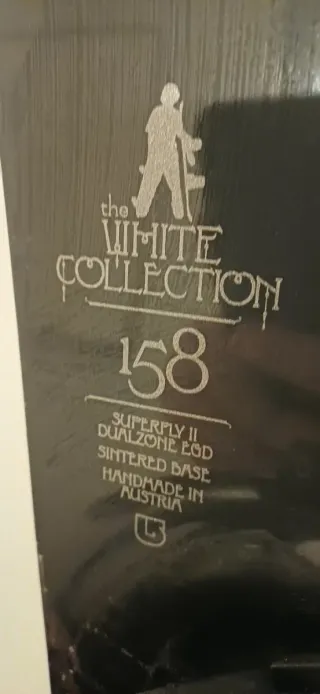 the
WHITE
COLLECTION
158
SUPERFLY II
DUALZONE EGD
SINTERED BASE
HANDMADE IN
AUSTRIA